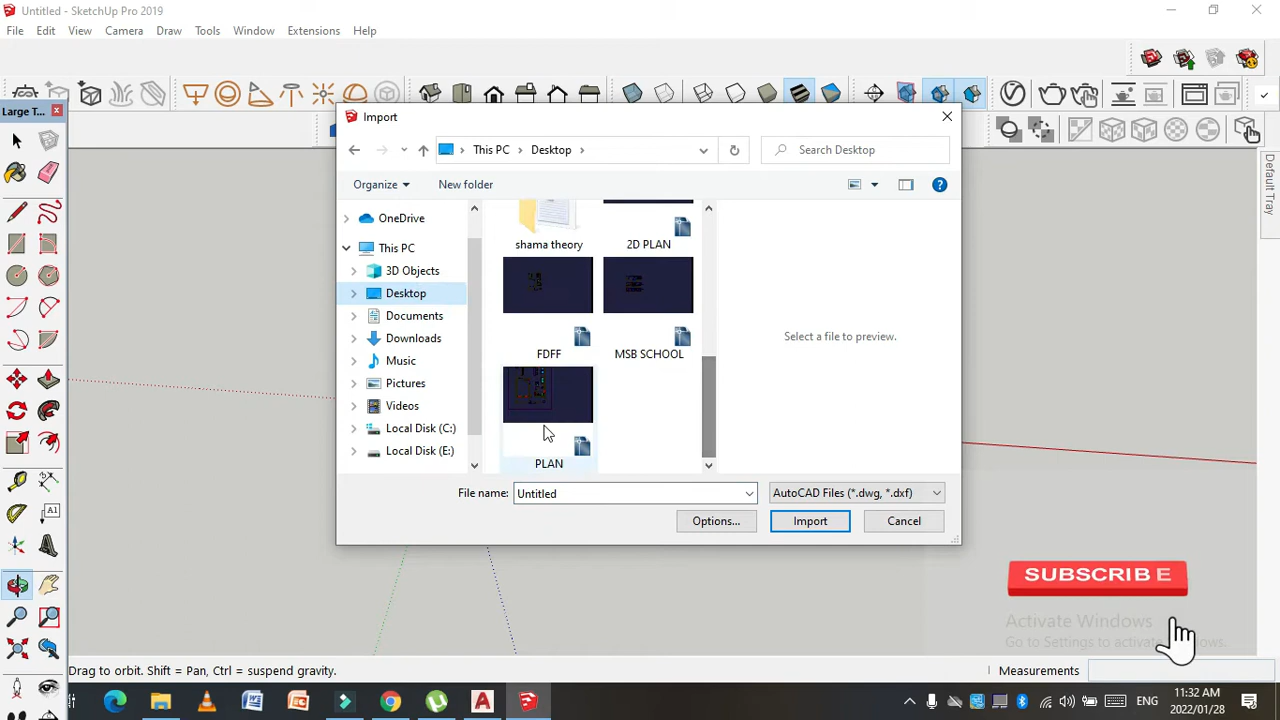 Untitled - SketchUp Pro 2019
File Edit View Camera Draw Tools Window Extensions Help
Large T...
Import
This PC > Desktop >
Search Desktop
Organize
New folder
OneDrive
This PC
3D Objects
Desktop
Documents
Downloads
Music
Pictures
Videos
Local Disk (C:)
Local Disk (E:)
shama theory
2D PLAN
FDFF
MSB SCHOOL
PLAN
Select a file to preview.
File name: Untitled
AutoCAD Files (*.dwg, *.dxf)
Options...
Import
Cancel
Default Tray
A1
SUBSCRIBE
Activate Windows
Go to Settings to activate Windows.
Drag to orbit. Shift = Pan, Ctrl = suspend gravity.
Measurements
ENG
11:32 AM
2022/01/28